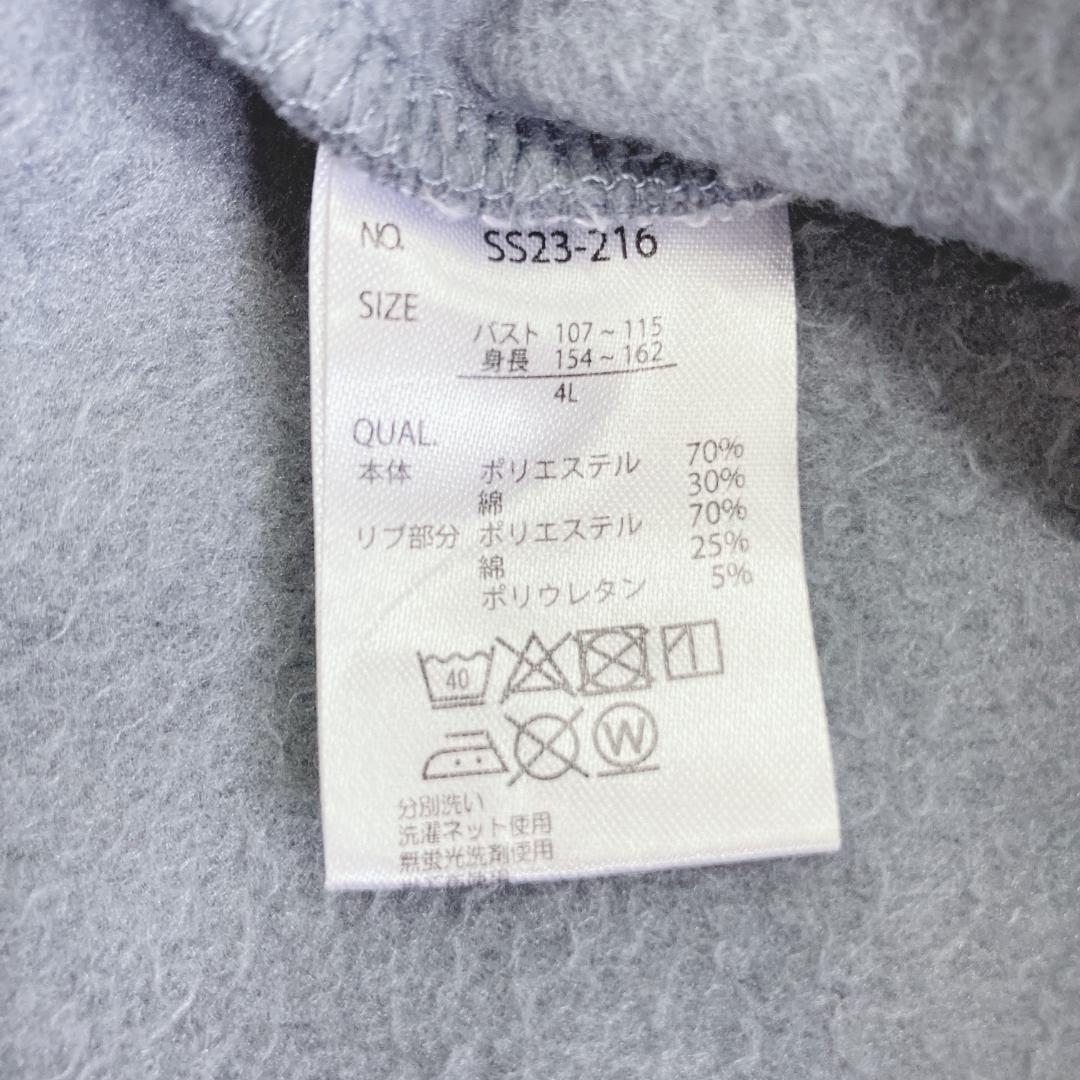 NO. SS23-216
SIZE
バスト 107~115
身長 154~162
4L
QUAL.
本体 ポリエステル 70%
綿 30%
リブ部分 ポリエステル 70%
綿 25%
ポリウレタン 5%
40
W
分別洗い
洗濯ネット使用
無蛍光洗剤使用